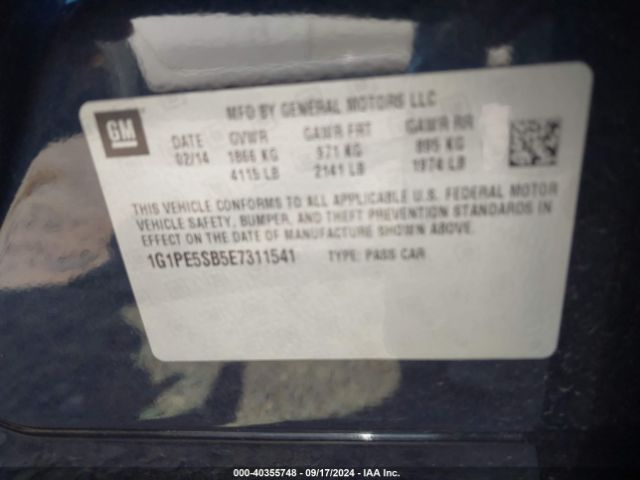 MFD BY GENERAL MOTORS LLC
GM
DATE GVWR GAWR FRT GAWR RR
02/14 1866 KG 971 KG 895 KG
4115 LB 2141 LB 1974 LB
THIS VEHICLE CONFORMS TO ALL APPLICABLE U.S. FEDERAL MOTOR
VEHICLE SAFETY, BUMPER, AND THEFT PREVENTION STANDARDS IN
EFFECT ON THE DATE OF MANUFACTURE SHOWN ABOVE.
1G1PE5SB5E7311541 TYPE: PASS CAR
000-40355748 - 09/17/2024 - IAA Inc.